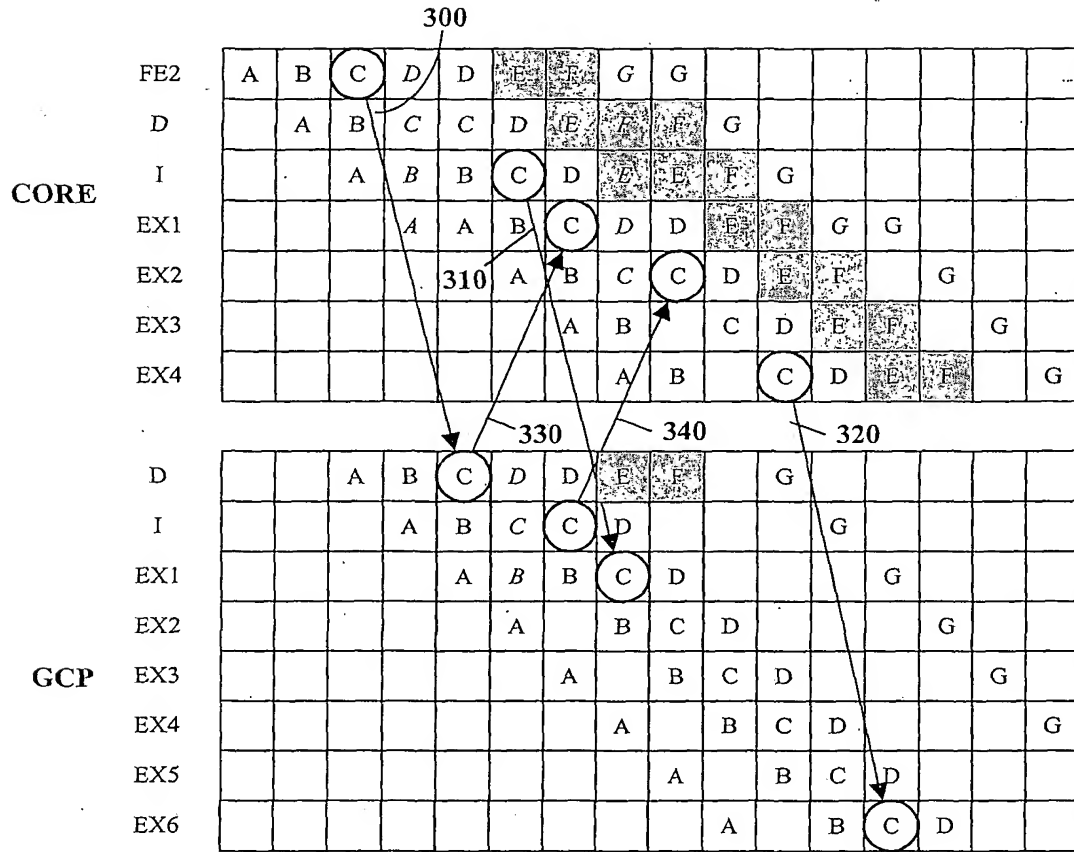 300
FE2 A B C D D E F G G
D A B C C D E F F G
I A B B C D E E F G
CORE
EX1 A A B C D D E F G G
310
EX2 A B C C D E F G
EX3 A B C D E F G
EX4 A B C D E F G
330 340 320
D A B C D D E F G
I A B C C D G
EX1 A B B C D G
EX2 A B C D G
GCP EX3 A B C D G
EX4 A B C D G
EX5 A B C D
EX6 A B C D